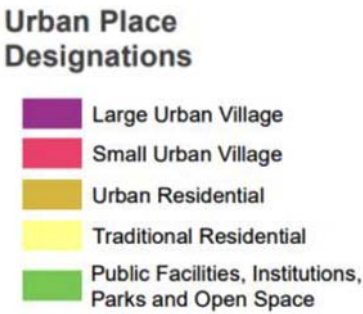 Urban Place
Designations
Large Urban Village
Small Urban Village
Urban Residential
Traditional Residential
Public Facilities, Institutions,
Parks and Open Space